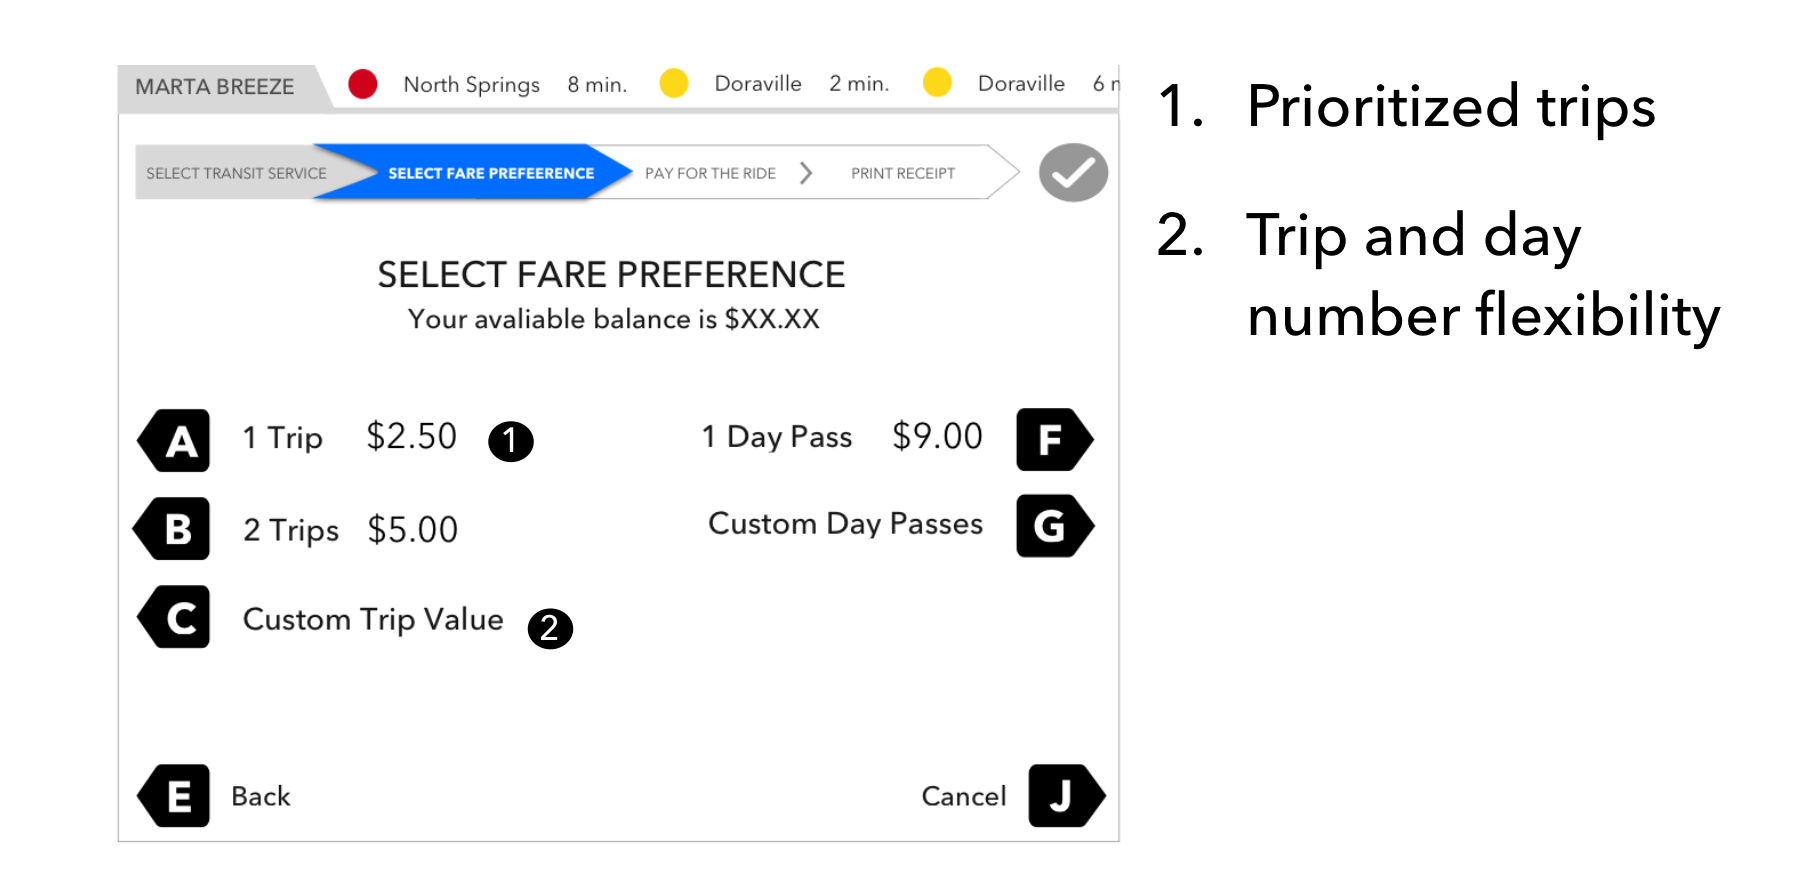 MARTA BREEZE North Springs 8 min. Doraville 2 min. Doraville 6 m
SELECT TRANSIT SERVICE SELECT FARE PREFEERENCE PAY FOR THE RIDE PRINT RECEIPT
SELECT FARE PREFERENCE
Your avaliable balance is $XX.XX
A 1 Trip $2.50 1 1 Day Pass $9.00 F
B 2 Trips $5.00 Custom Day Passes G
C Custom Trip Value 2
E Back Cancel J
1. Prioritized trips
2. Trip and day
number flexibility